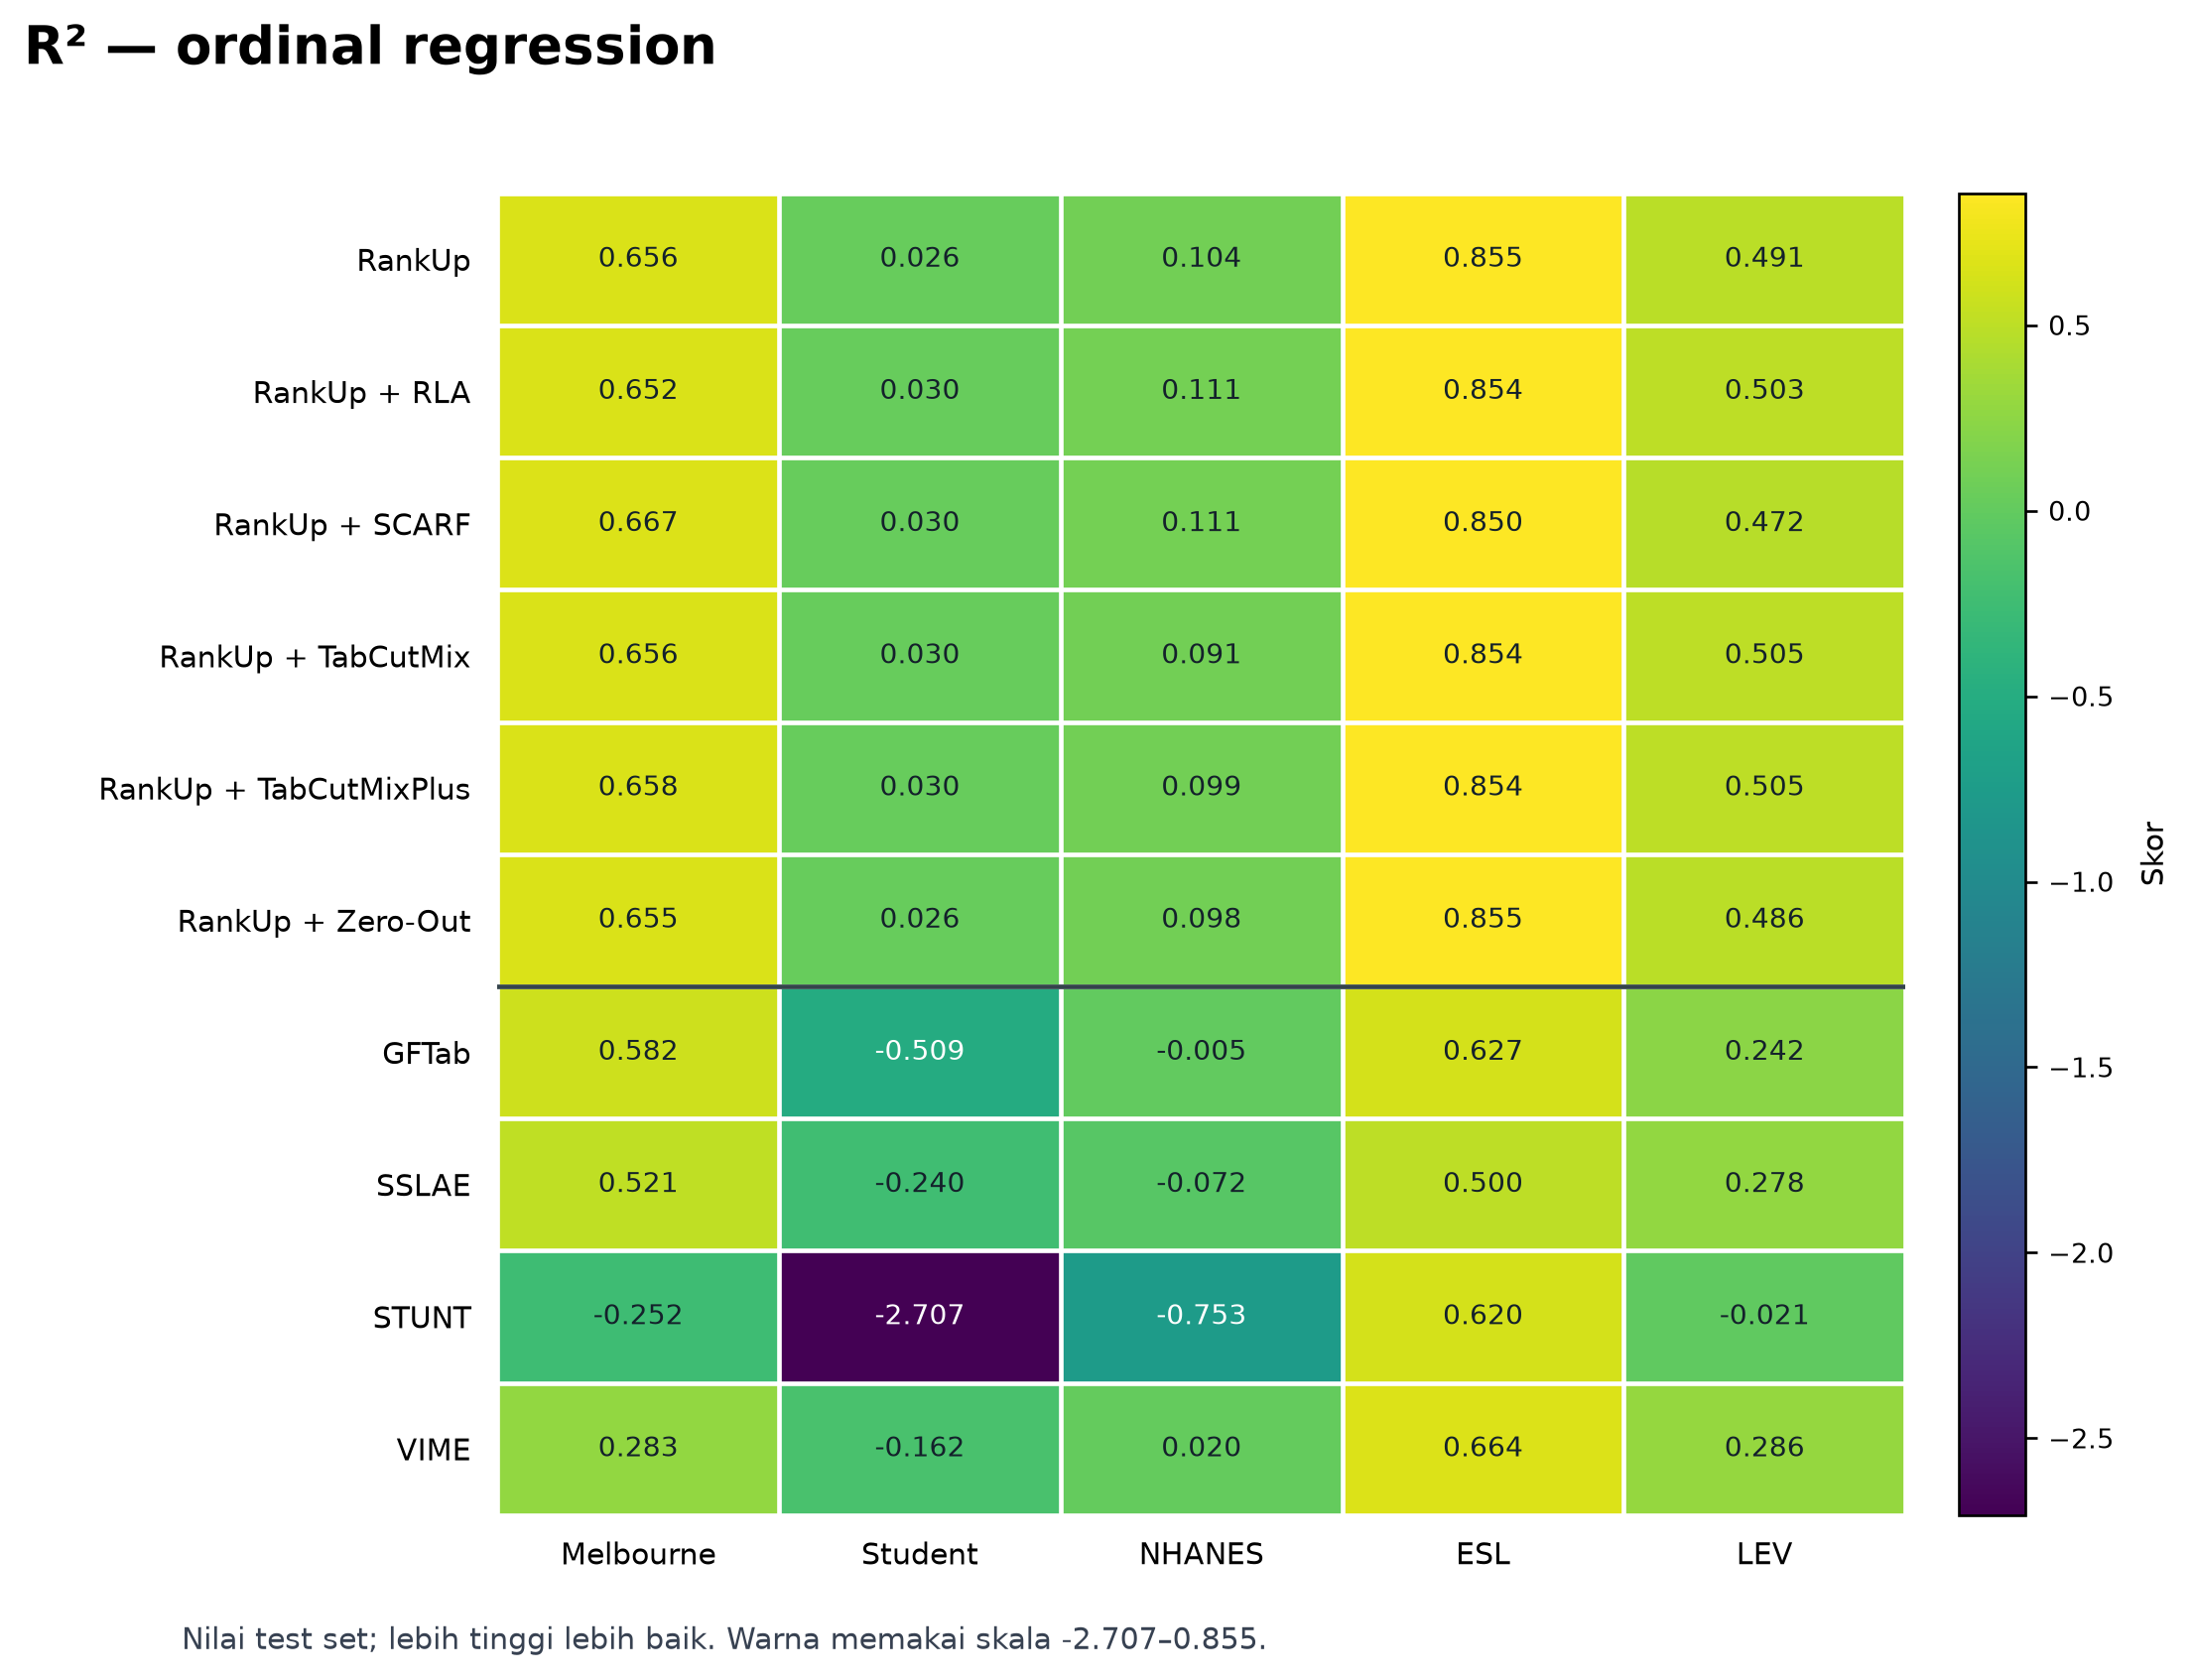 R² — ordinal regression
RankUp 0.656 0.026 0.104 0.855 0.491
RankUp + RLA 0.652 0.030 0.111 0.854 0.503
RankUp + SCARF 0.667 0.030 0.111 0.850 0.472
RankUp + TabCutMix 0.656 0.030 0.091 0.854 0.505
RankUp + TabCutMixPlus 0.658 0.030 0.099 0.854 0.505
RankUp + Zero-Out 0.655 0.026 0.098 0.855 0.486
GFTab 0.582 -0.509 -0.005 0.627 0.242
SSLAE 0.521 -0.240 -0.072 0.500 0.278
STUNT -0.252 -2.707 -0.753 0.620 -0.021
VIME 0.283 -0.162 0.020 0.664 0.286
Melbourne Student NHANES ESL LEV
0.5
0.0
−0.5
−1.0
−1.5
−2.0
−2.5
Skor
Nilai test set; lebih tinggi lebih baik. Warna memakai skala -2.707–0.855.